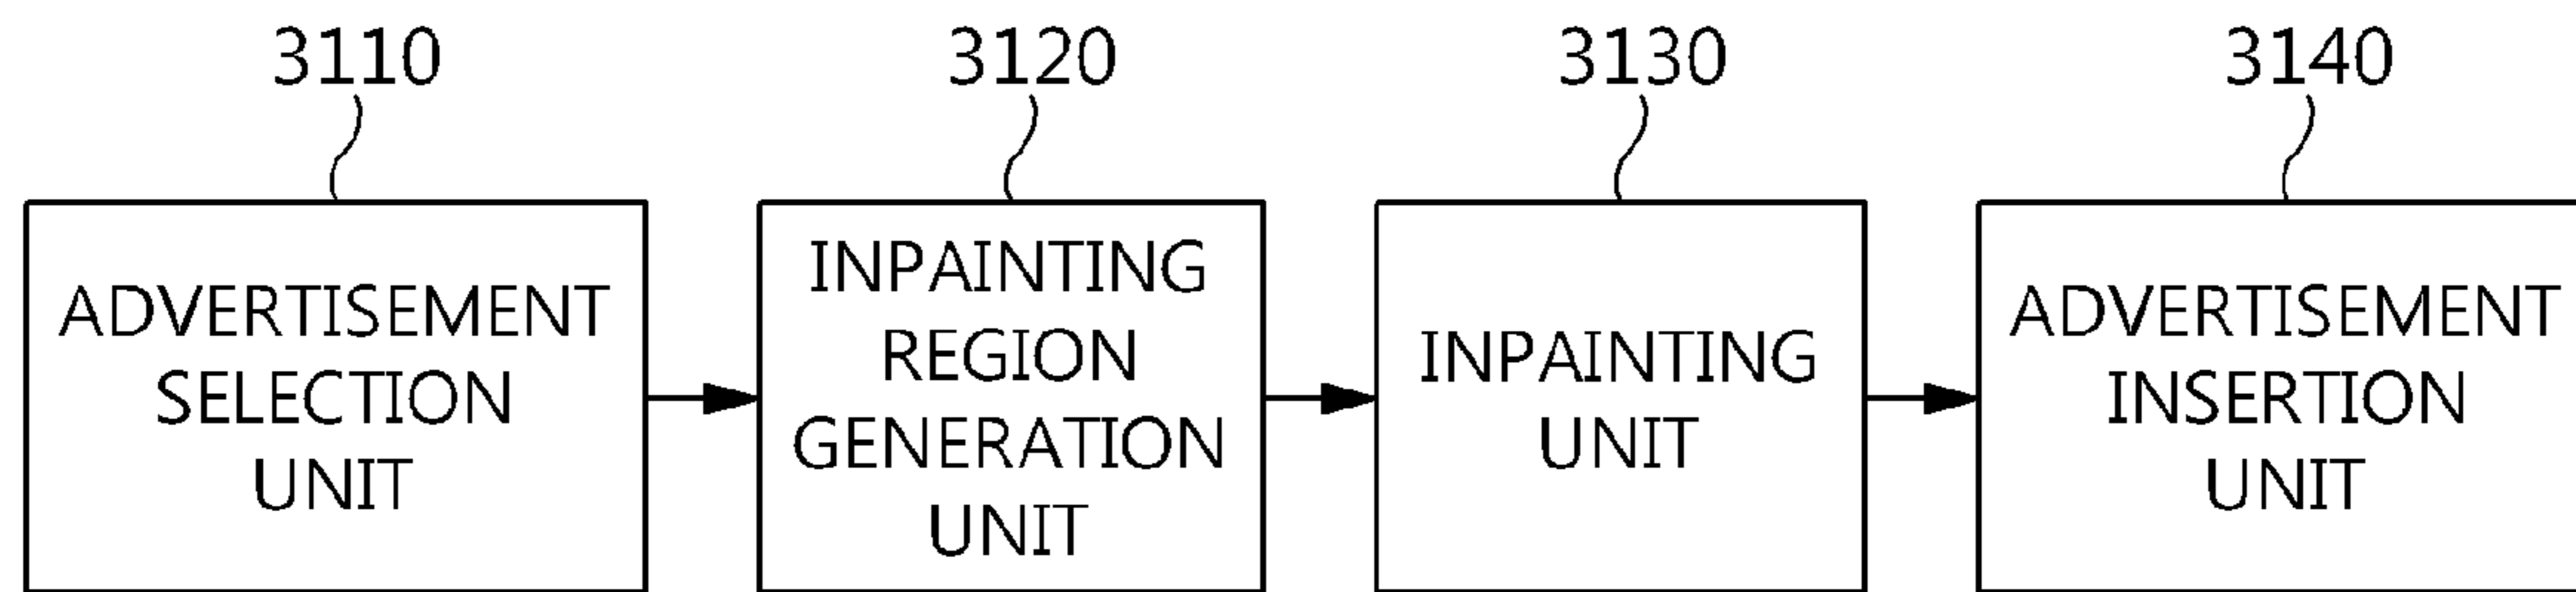 3110
3120
3130
3140
ADVERTISEMENT
SELECTION
UNIT
INPAINTING
REGION
GENERATION
UNIT
INPAINTING
UNIT
ADVERTISEMENT
INSERTION
UNIT